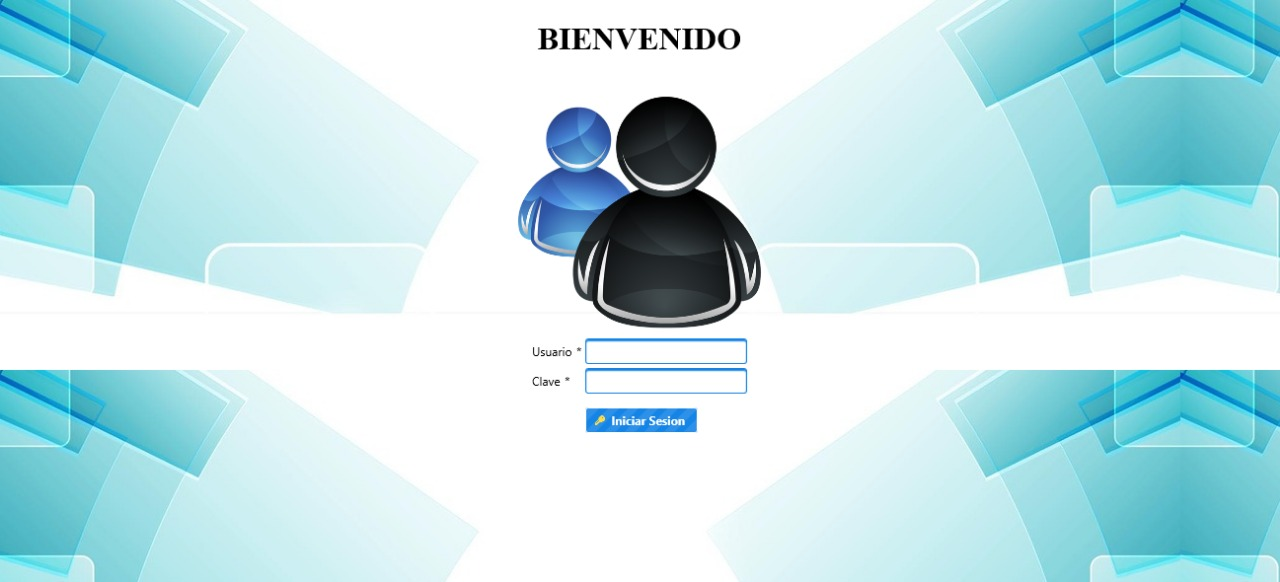 BIENVENIDO
Usuario *
Clave *
Iniciar Sesion